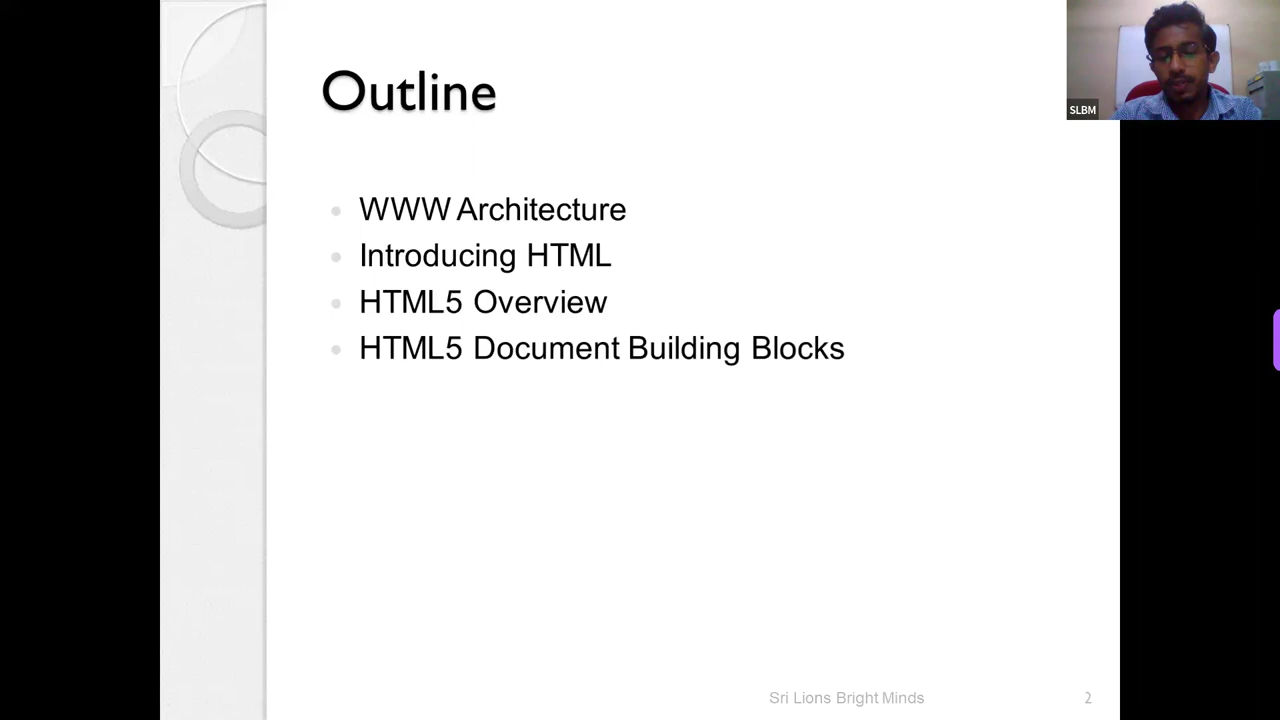 Outline
SLBM
WWW Architecture
Introducing HTML
HTML5 Overview
HTML5 Document Building Blocks
Sri Lions Bright Minds
2